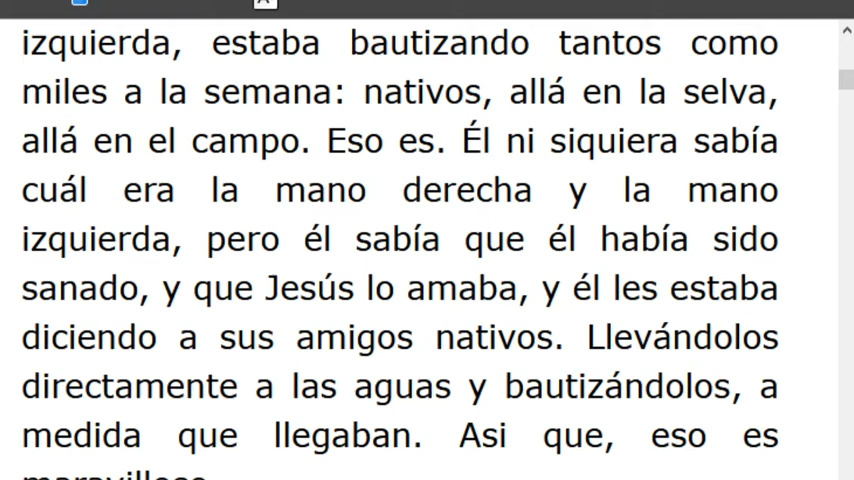 izquierda, estaba bautizando tantos como
miles a la semana: nativos, allá en la selva,
allá en el campo. Eso es. Él ni siquiera sabía
cuál era la mano derecha y la mano
izquierda, pero él sabía que él había sido
sanado, y que Jesús lo amaba, y él les estaba
diciendo a sus amigos nativos. Llevándolos
directamente a las aguas y bautizándolos, a
medida que llegaban. Asi que, eso es